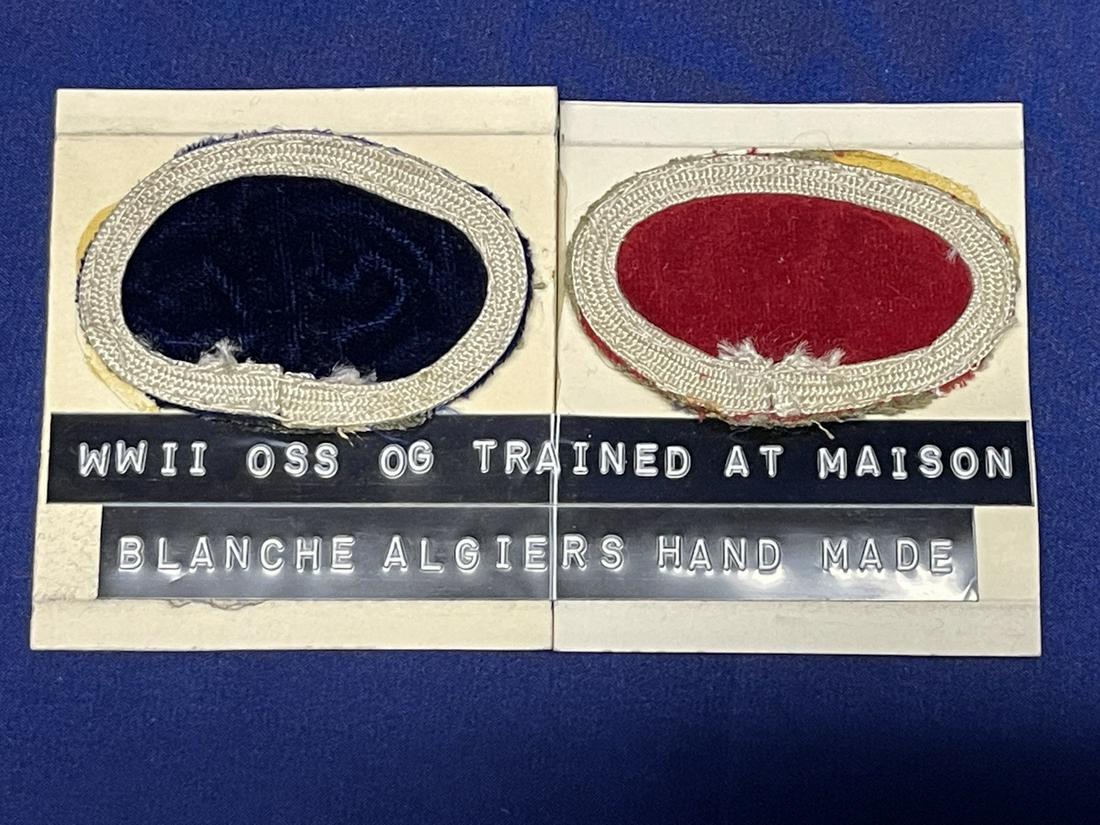 WWII OSS OG TRAINED AT MAISON
BLANCHE ALGIERS HAND MADE